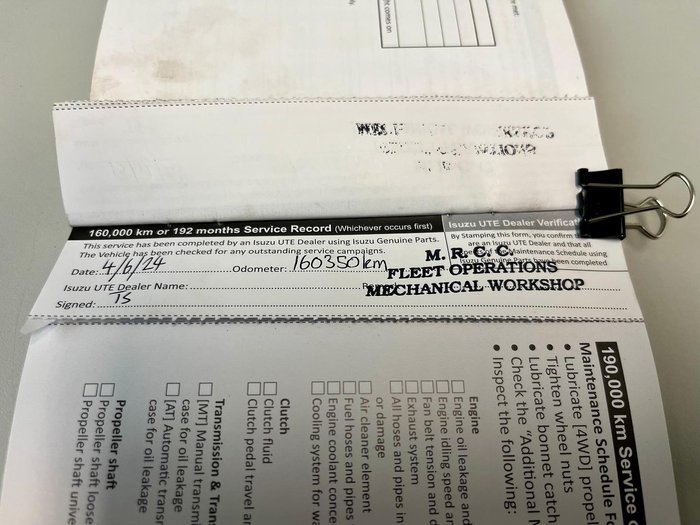 160,000 km or 192 months Service Record (Whichever occurs first)
Isuzu UTE Dealer Verificat
This service has been completed by an Isuzu UTE Dealer using Isuzu Genuine Parts.
The Vehicle has been checked for any outstanding service campaigns.
By Stamping this form, you confirm
are an Isuzu UTE Dealer and that all
Maintenance Schedule using
Isuzu Genuine Parts have been completed
Date: 4/6/24 Odometer: 160350km
Isuzu UTE Dealer Name:
Signed: TS
M. R. C. C.
FLEET OPERATIONS
MECHANICAL WORKSHOP
190,000 km Service
Maintenance Schedule F
• Lubricate [4WD] prope
• Tighten wheel nuts
• Lubricate bonnet catch
• Check the "Additional
• Inspect the following:
Engine
Engine oil leakage and
Engine idling speed a
Fan belt tension and d
Exhaust system
All hoses and pipes in
or damage
Air cleaner element
Fuel hoses and pipes
Engine coolant conce
Cooling system for wa
Clutch
Clutch fluid
Clutch pedal travel a
Transmission & Tran
[MT] Manual transmi
case for oil leakage
[AT] Automatic trans
case for oil leakage
Propeller shaft
Propeller shaft loose
Propeller shaft unive